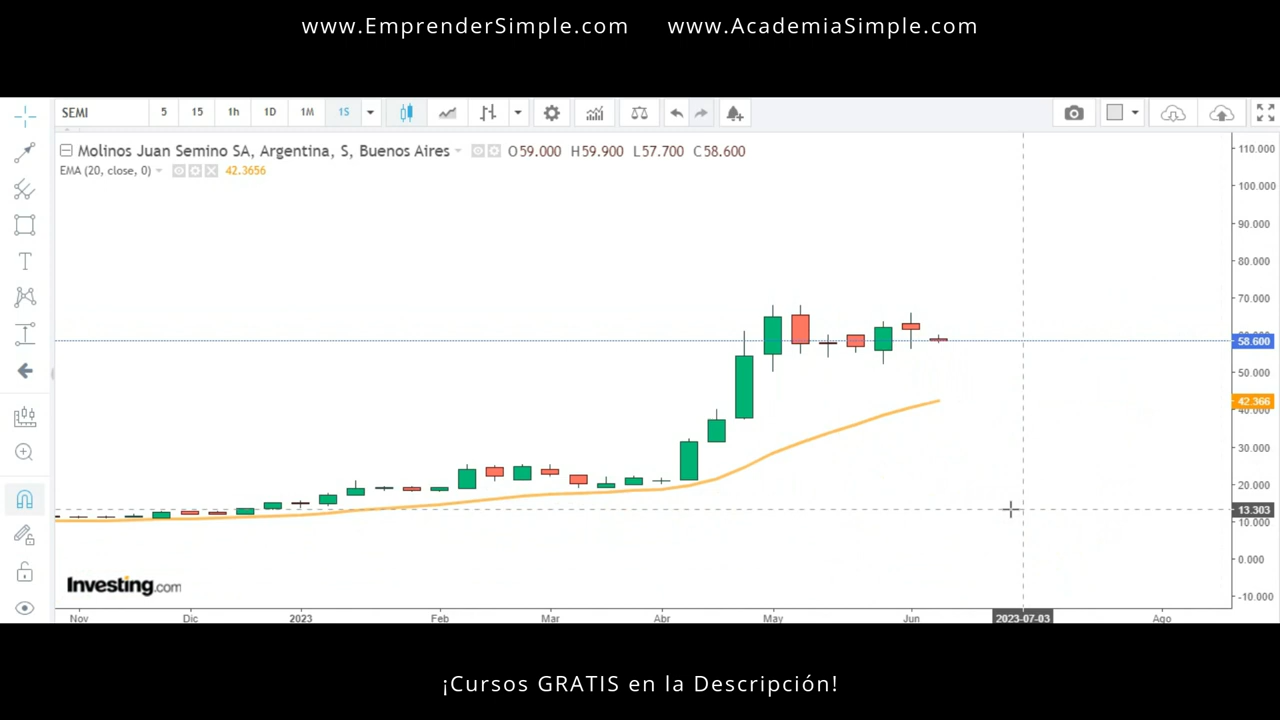 www.EmprenderSimple.com www.AcademiaSimple.com
SEMI 5 15 1h 1D 1M 1S
Molinos Juan Semino SA, Argentina, S, Buenos Aires O59.000 H59.900 L57.700 C58.600
EMA (20, close, 0) 42.3656
110.000
100.000
90.000
80.000
70.000
58.600
50.000
42.366
40.000
30.000
20.000
13.303
10.000
0.000
-10.000
Investing.com
Nov Dic 2023 Feb Mar Abr May Jun 2023-07-03 Ago
¡Cursos GRATIS en la Descripción!